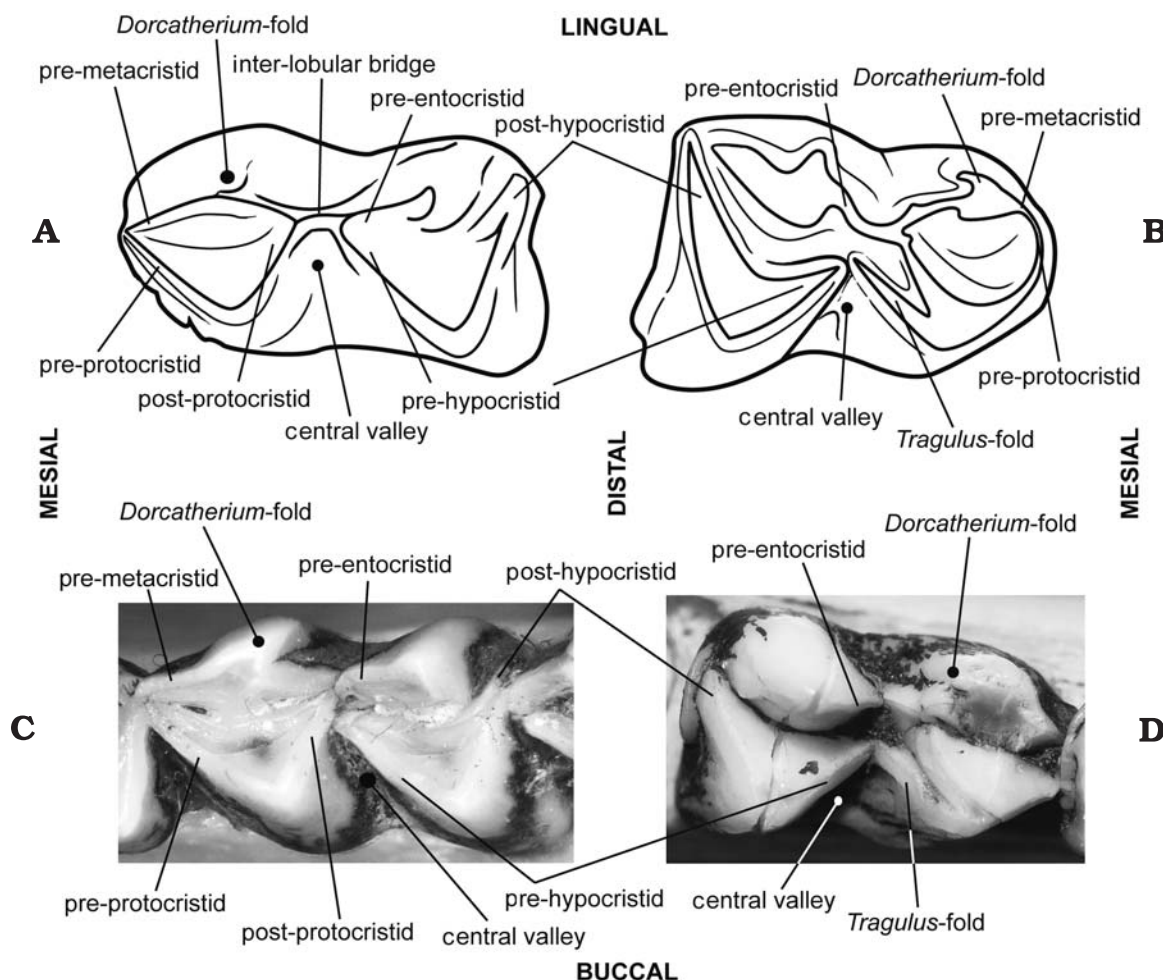 LINGUAL
Dorcatherium-fold
pre-metacristid
inter-lobular bridge
pre-entocristid
post-hypocristid
pre-entocristid
Dorcatherium-fold
pre-metacristid
A
B
pre-protocristid
post-protocristid
central valley
pre-hypocristid
central valley
Tragulus-fold
pre-protocristid
MESIAL
DISTAL
MESIAL
Dorcatherium-fold
pre-metacristid
pre-entocristid
post-hypocristid
pre-entocristid
Dorcatherium-fold
C
D
pre-protocristid
post-protocristid
central valley
pre-hypocristid
central valley
Tragulus-fold
BUCCAL